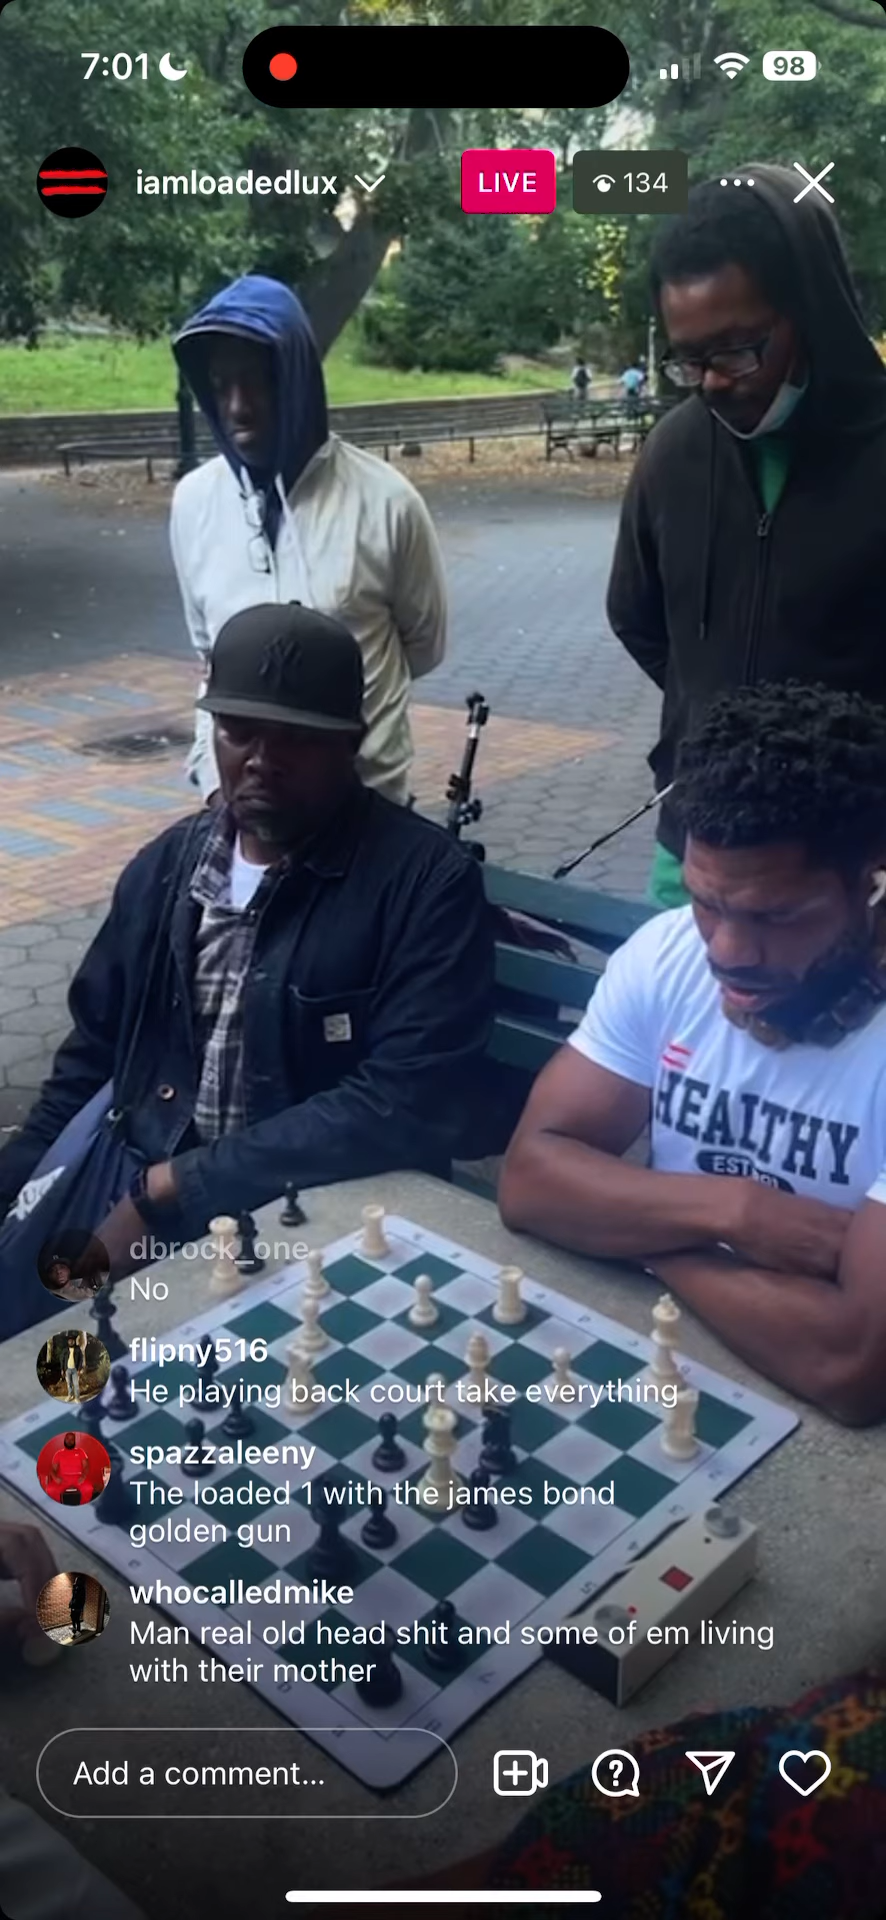 7:01
98
iamloadedlux
LIVE
134
HEALTHY
dbrock_one
No
flipny516
He playing back court take everything
spazzaleeny
The loaded 1 with the james bond
golden gun
whocalledmike
Man real old head shit and some of em living
with their mother
Add a comment...